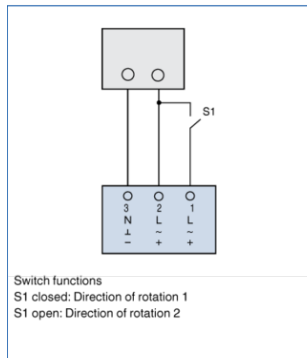 S1
3 2 1
N L L
⊥ ~ ~
− + +
Switch functions
S1 closed: Direction of rotation 1
S1 open: Direction of rotation 2